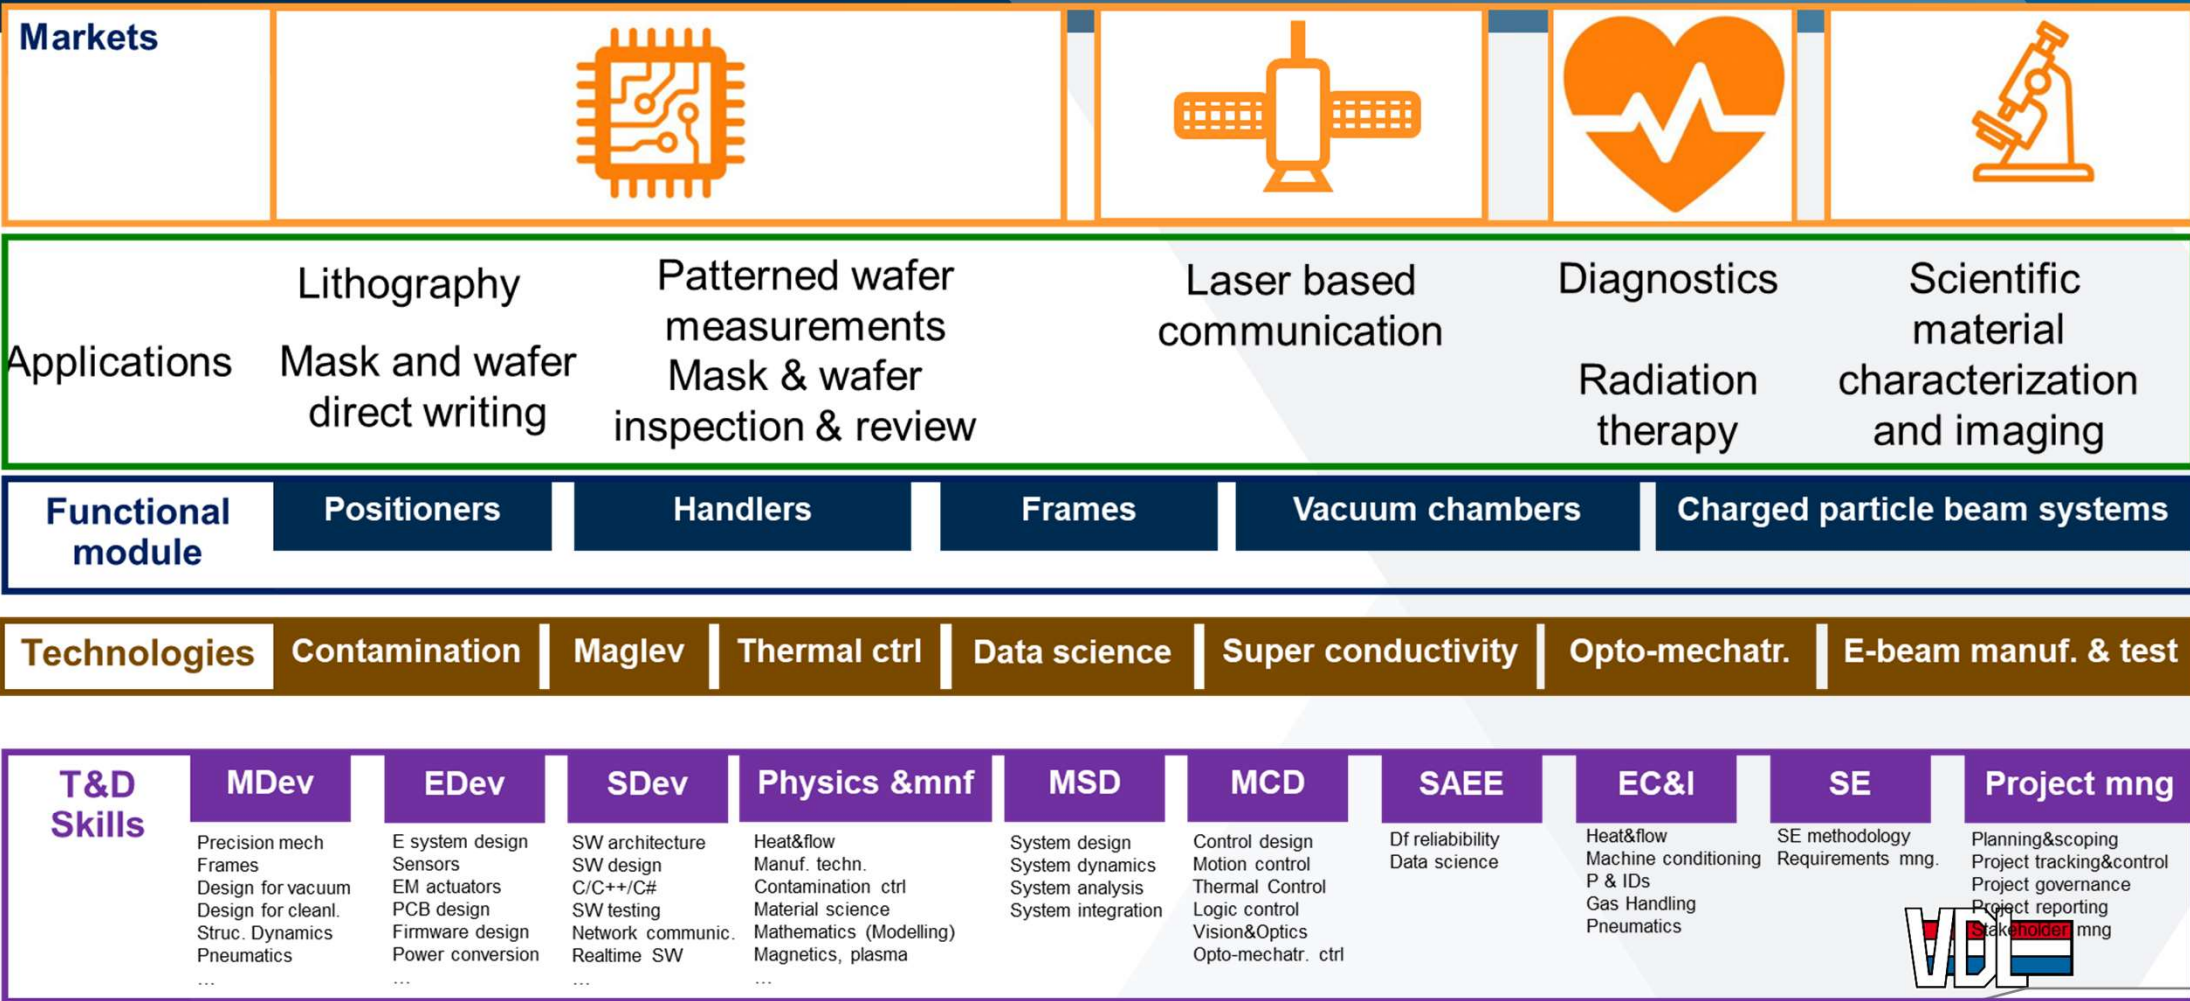 Markets
Applications
Lithography
Mask and wafer
direct writing
Patterned wafer
measurements
Mask & wafer
inspection & review
Laser based
communication
Diagnostics
Radiation
therapy
Scientific
material
characterization
and imaging
Functional
module
Positioners
Handlers
Frames
Vacuum chambers
Charged particle beam systems
Technologies
Contamination
Maglev
Thermal ctrl
Data science
Super conductivity
Opto-mechatr.
E-beam manuf. & test
T&D
Skills
MDev
Precision mech
Frames
Design for vacuum
Design for cleanl.
Struc. Dynamics
Pneumatics
...
EDev
E system design
Sensors
EM actuators
PCB design
Firmware design
Power conversion
...
SDev
SW architecture
SW design
C/C++/C#
SW testing
Network communic.
Realtime SW
...
Physics &mnf
Heat&flow
Manuf. techn.
Contamination ctrl
Material science
Mathematics (Modelling)
Magnetics, plasma
...
MSD
System design
System dynamics
System analysis
System integration
MCD
Control design
Motion control
Thermal Control
Logic control
Vision&Optics
Opto-mechatr. ctrl
SAEE
Df reliabibility
Data science
EC&I
Heat&flow
Machine conditioning
P & IDs
Gas Handling
Pneumatics
SE
SE methodology
Requirements mng.
Project mng
Planning&scoping
Project tracking&control
Project governance
Project reporting
Stakeholder mng
VDL